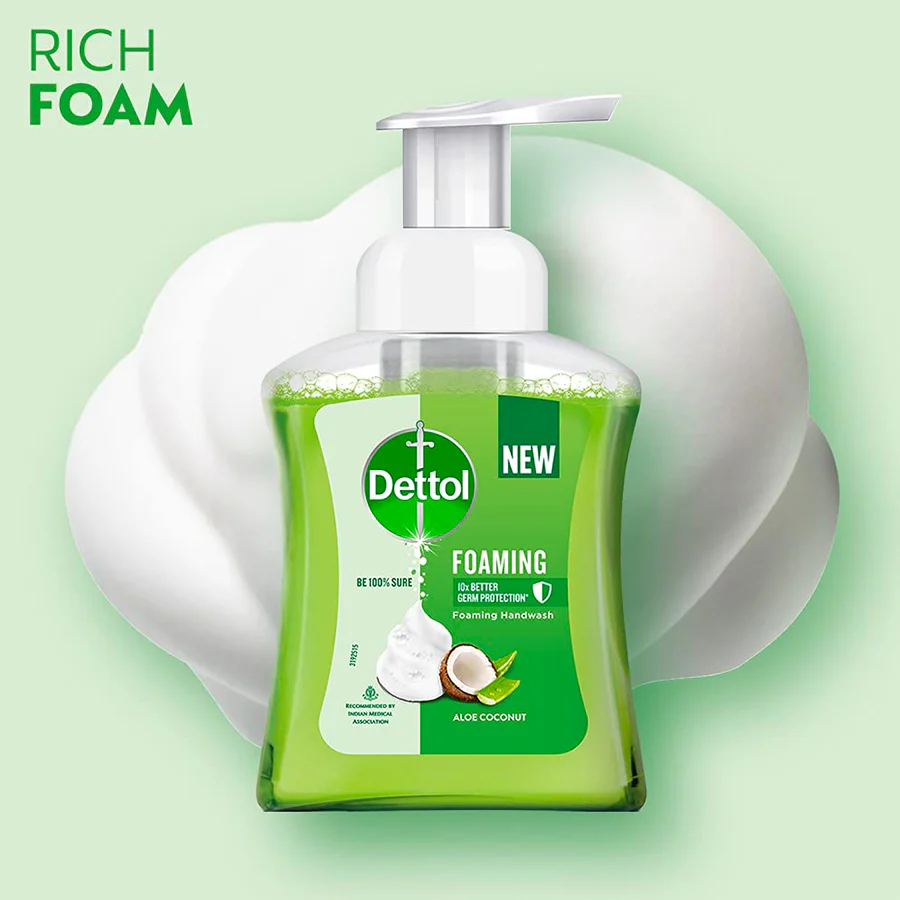 RICH
FOAM
NEW
Dettol
FOAMING
BE 100% SURE
10x BETTER
GERM PROTECTION*
Foaming Handwash
3192515
RECOMMENDED BY
INDIAN MEDICAL
ASSOCIATION
ALOE COCONUT